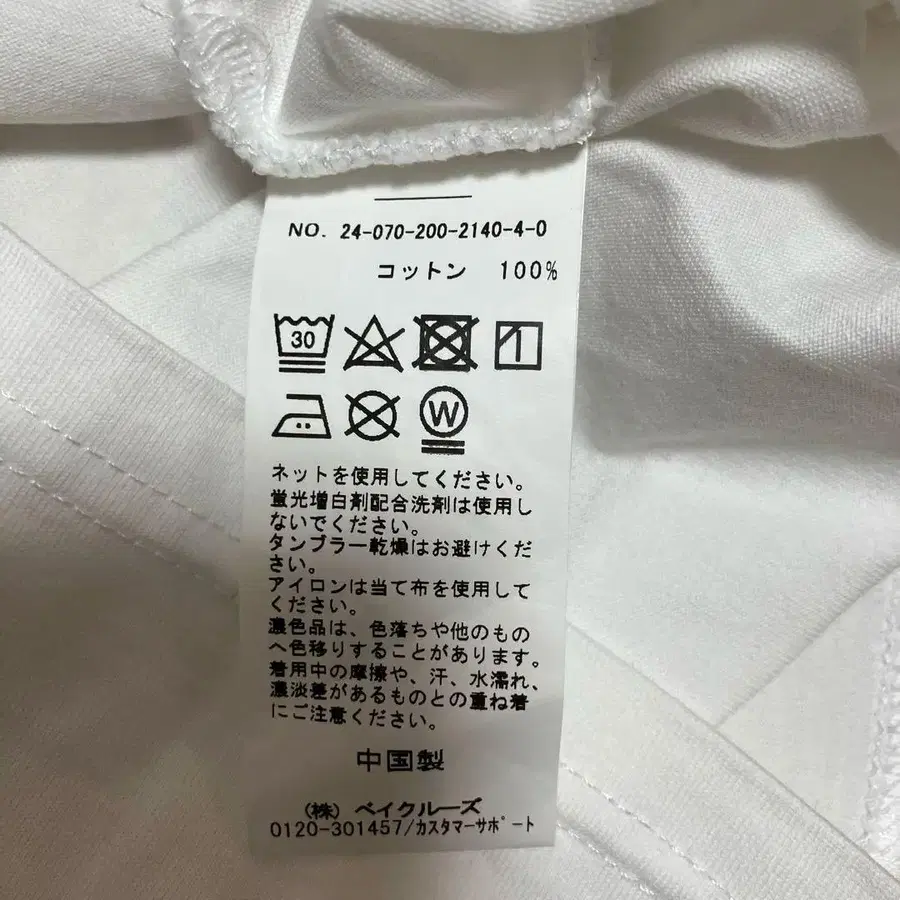 NO. 24-070-200-2140-4-0
コットン 100%
30
W
ネットを使用してください。
蛍光増白剤配合洗剤は使用し
ないでください。
タンブラー乾燥はお避けくだ
さい。
アイロンは当て布を使用して
ください。
濃色品は、色落ちや他のもの
へ色移りすることがあります。
着用中の摩擦や、汗、水濡れ、
濃淡差があるものとの重ね着
にご注意ください。
中国製
(株) ベイクルーズ
0120-301457/カスタマーサポート